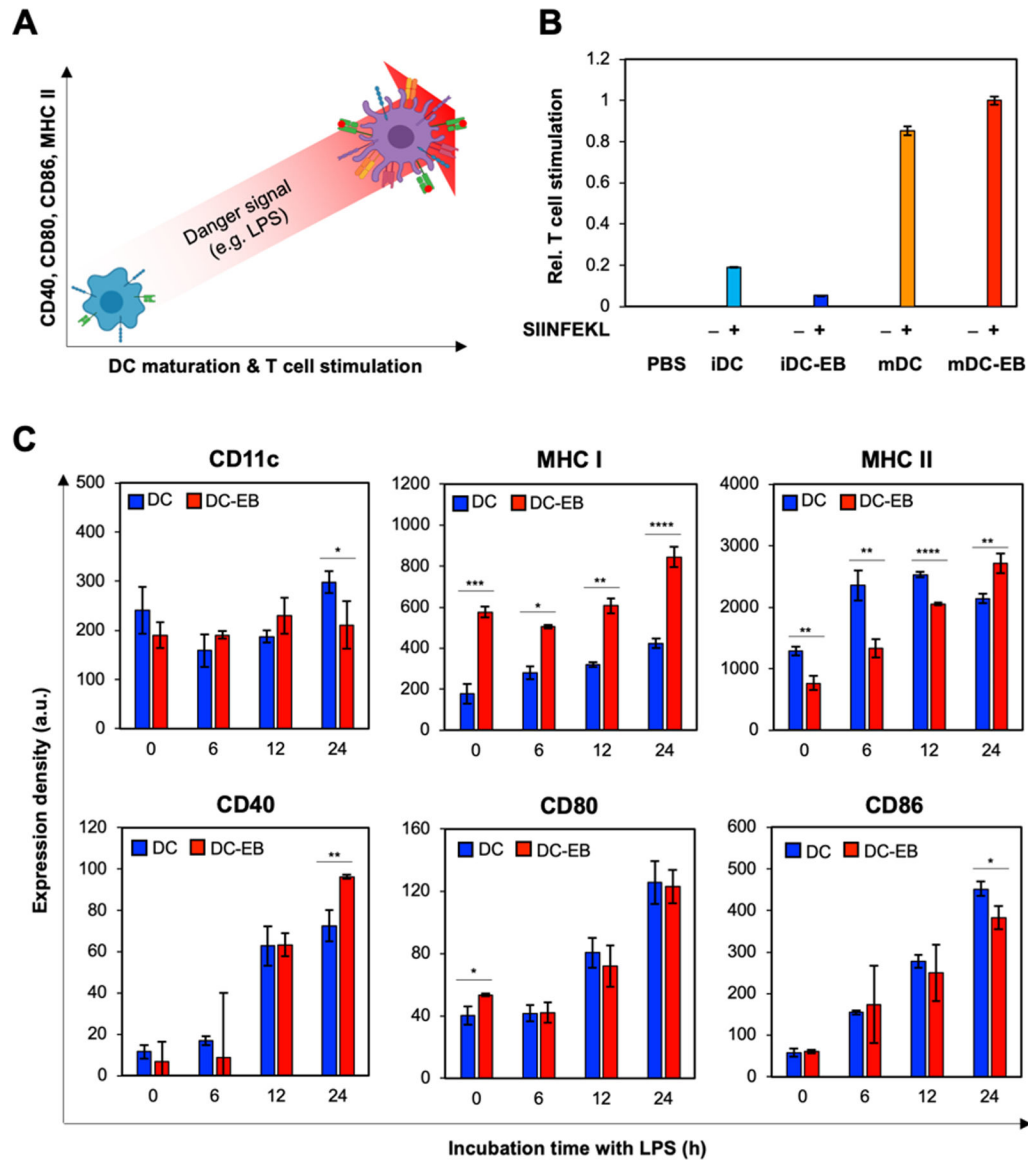 A
CD40, CD80, CD86, MHC II
Danger signal
(e.g. LPS)
DC maturation & T cell stimulation
B
Rel. T cell stimulation
1.2
1
0.8
0.6
0.4
0.2
0
SIINFEKL – + – + – + – +
PBS iDC iDC-EB mDC mDC-EB
C
Expression density (a.u.)
CD11c
500
400
300
200
100
0
DC DC-EB
*
0 6 12 24
MHC I
1200
1000
800
600
400
200
0
DC DC-EB
*** * ** ****
0 6 12 24
MHC II
4000
3000
2000
1000
0
DC DC-EB
** ** **** **
0 6 12 24
CD40
120
100
80
60
40
20
0
DC DC-EB
**
0 6 12 24
CD80
160
120
80
40
0
DC DC-EB
*
0 6 12 24
CD86
600
500
400
300
200
100
0
DC DC-EB
*
0 6 12 24
Incubation time with LPS (h)